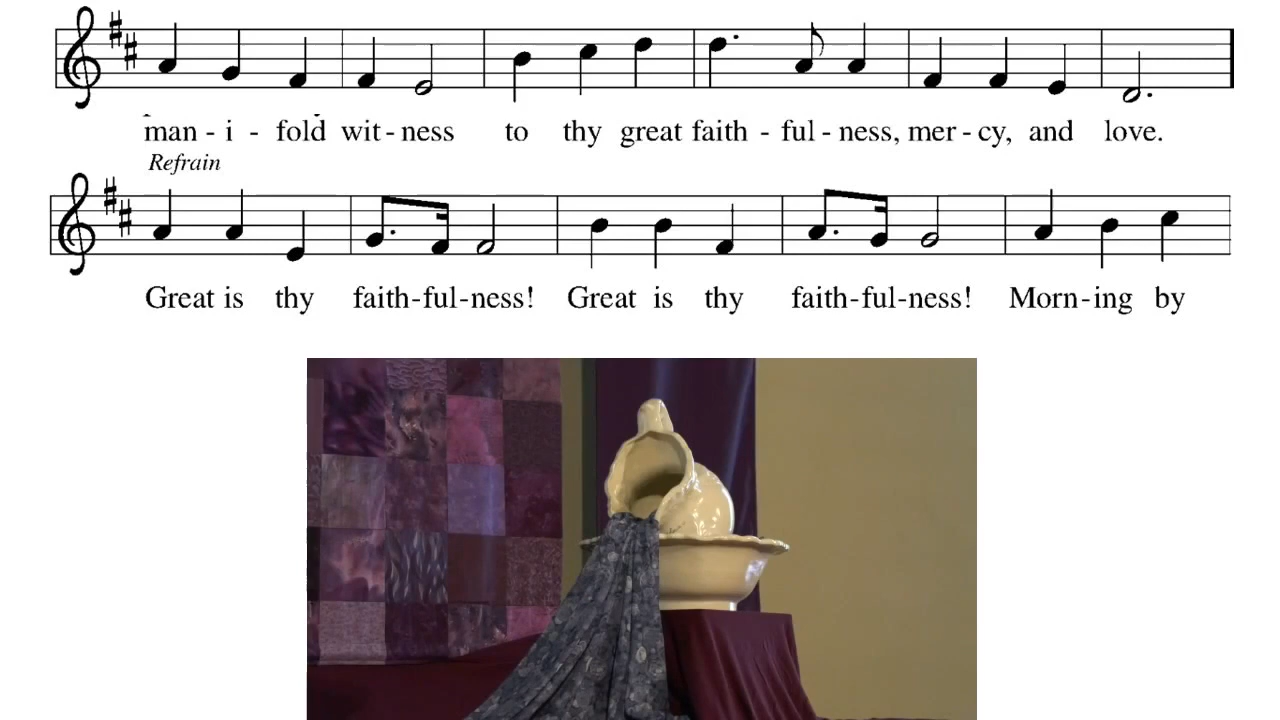 man - i - fold wit - ness to thy great faith - ful - ness, mer - cy, and love.
Refrain
Great is thy faith-ful-ness! Great is thy faith-ful-ness! Morn-ing by